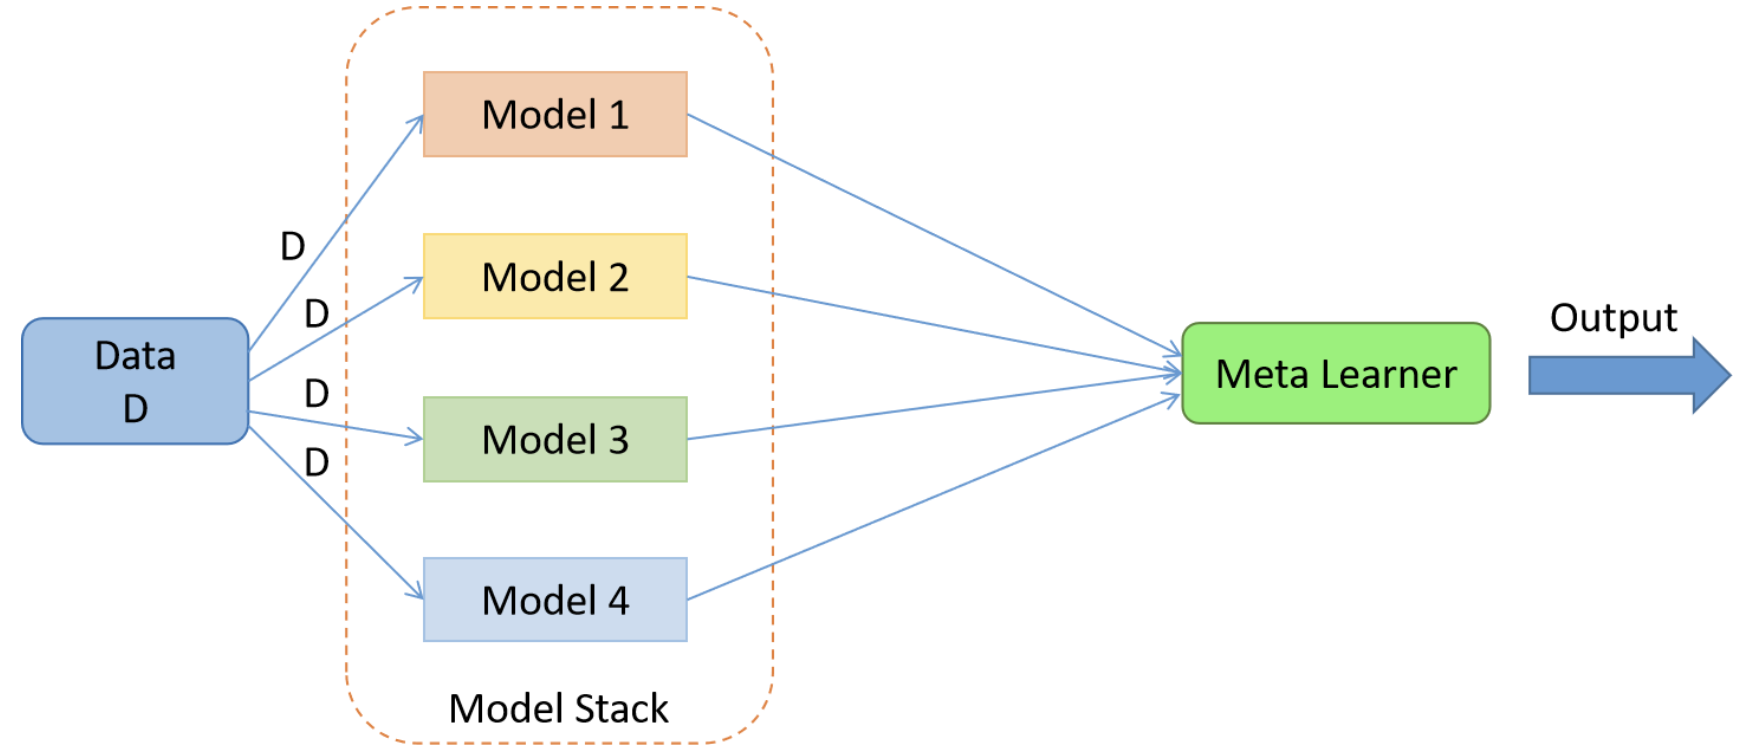 Data
D
D
D
D
D
Model 1
Model 2
Model 3
Model 4
Model Stack
Meta Learner
Output